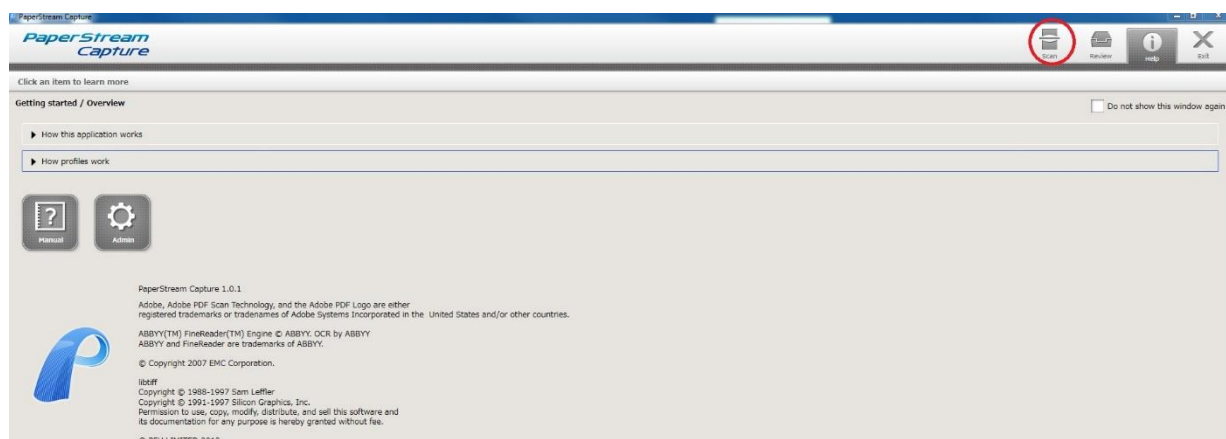 PaperStream Capture
PaperStream
Capture
Scan
Review
Help
Exit
Click an item to learn more
Getting started / Overview
Do not show this window again
How this application works
How profiles work
?
Manual
Admin
PaperStream Capture 1.0.1
Adobe, Adobe PDF Scan Technology, and the Adobe PDF Logo are either
registered trademarks or tradenames of Adobe Systems Incorporated in the United States and/or other countries.
ABBYY(TM) FineReader(TM) Engine © ABBYY. OCR by ABBYY
ABBYY and FineReader are trademarks of ABBYY.
© Copyright 2007 EMC Corporation.
libtiff
Copyright © 1988-1997 Sam Leffler
Copyright © 1991-1997 Silicon Graphics, Inc.
Permission to use, copy, modify, distribute, and sell this software and
its documentation for any purpose is hereby granted without fee.